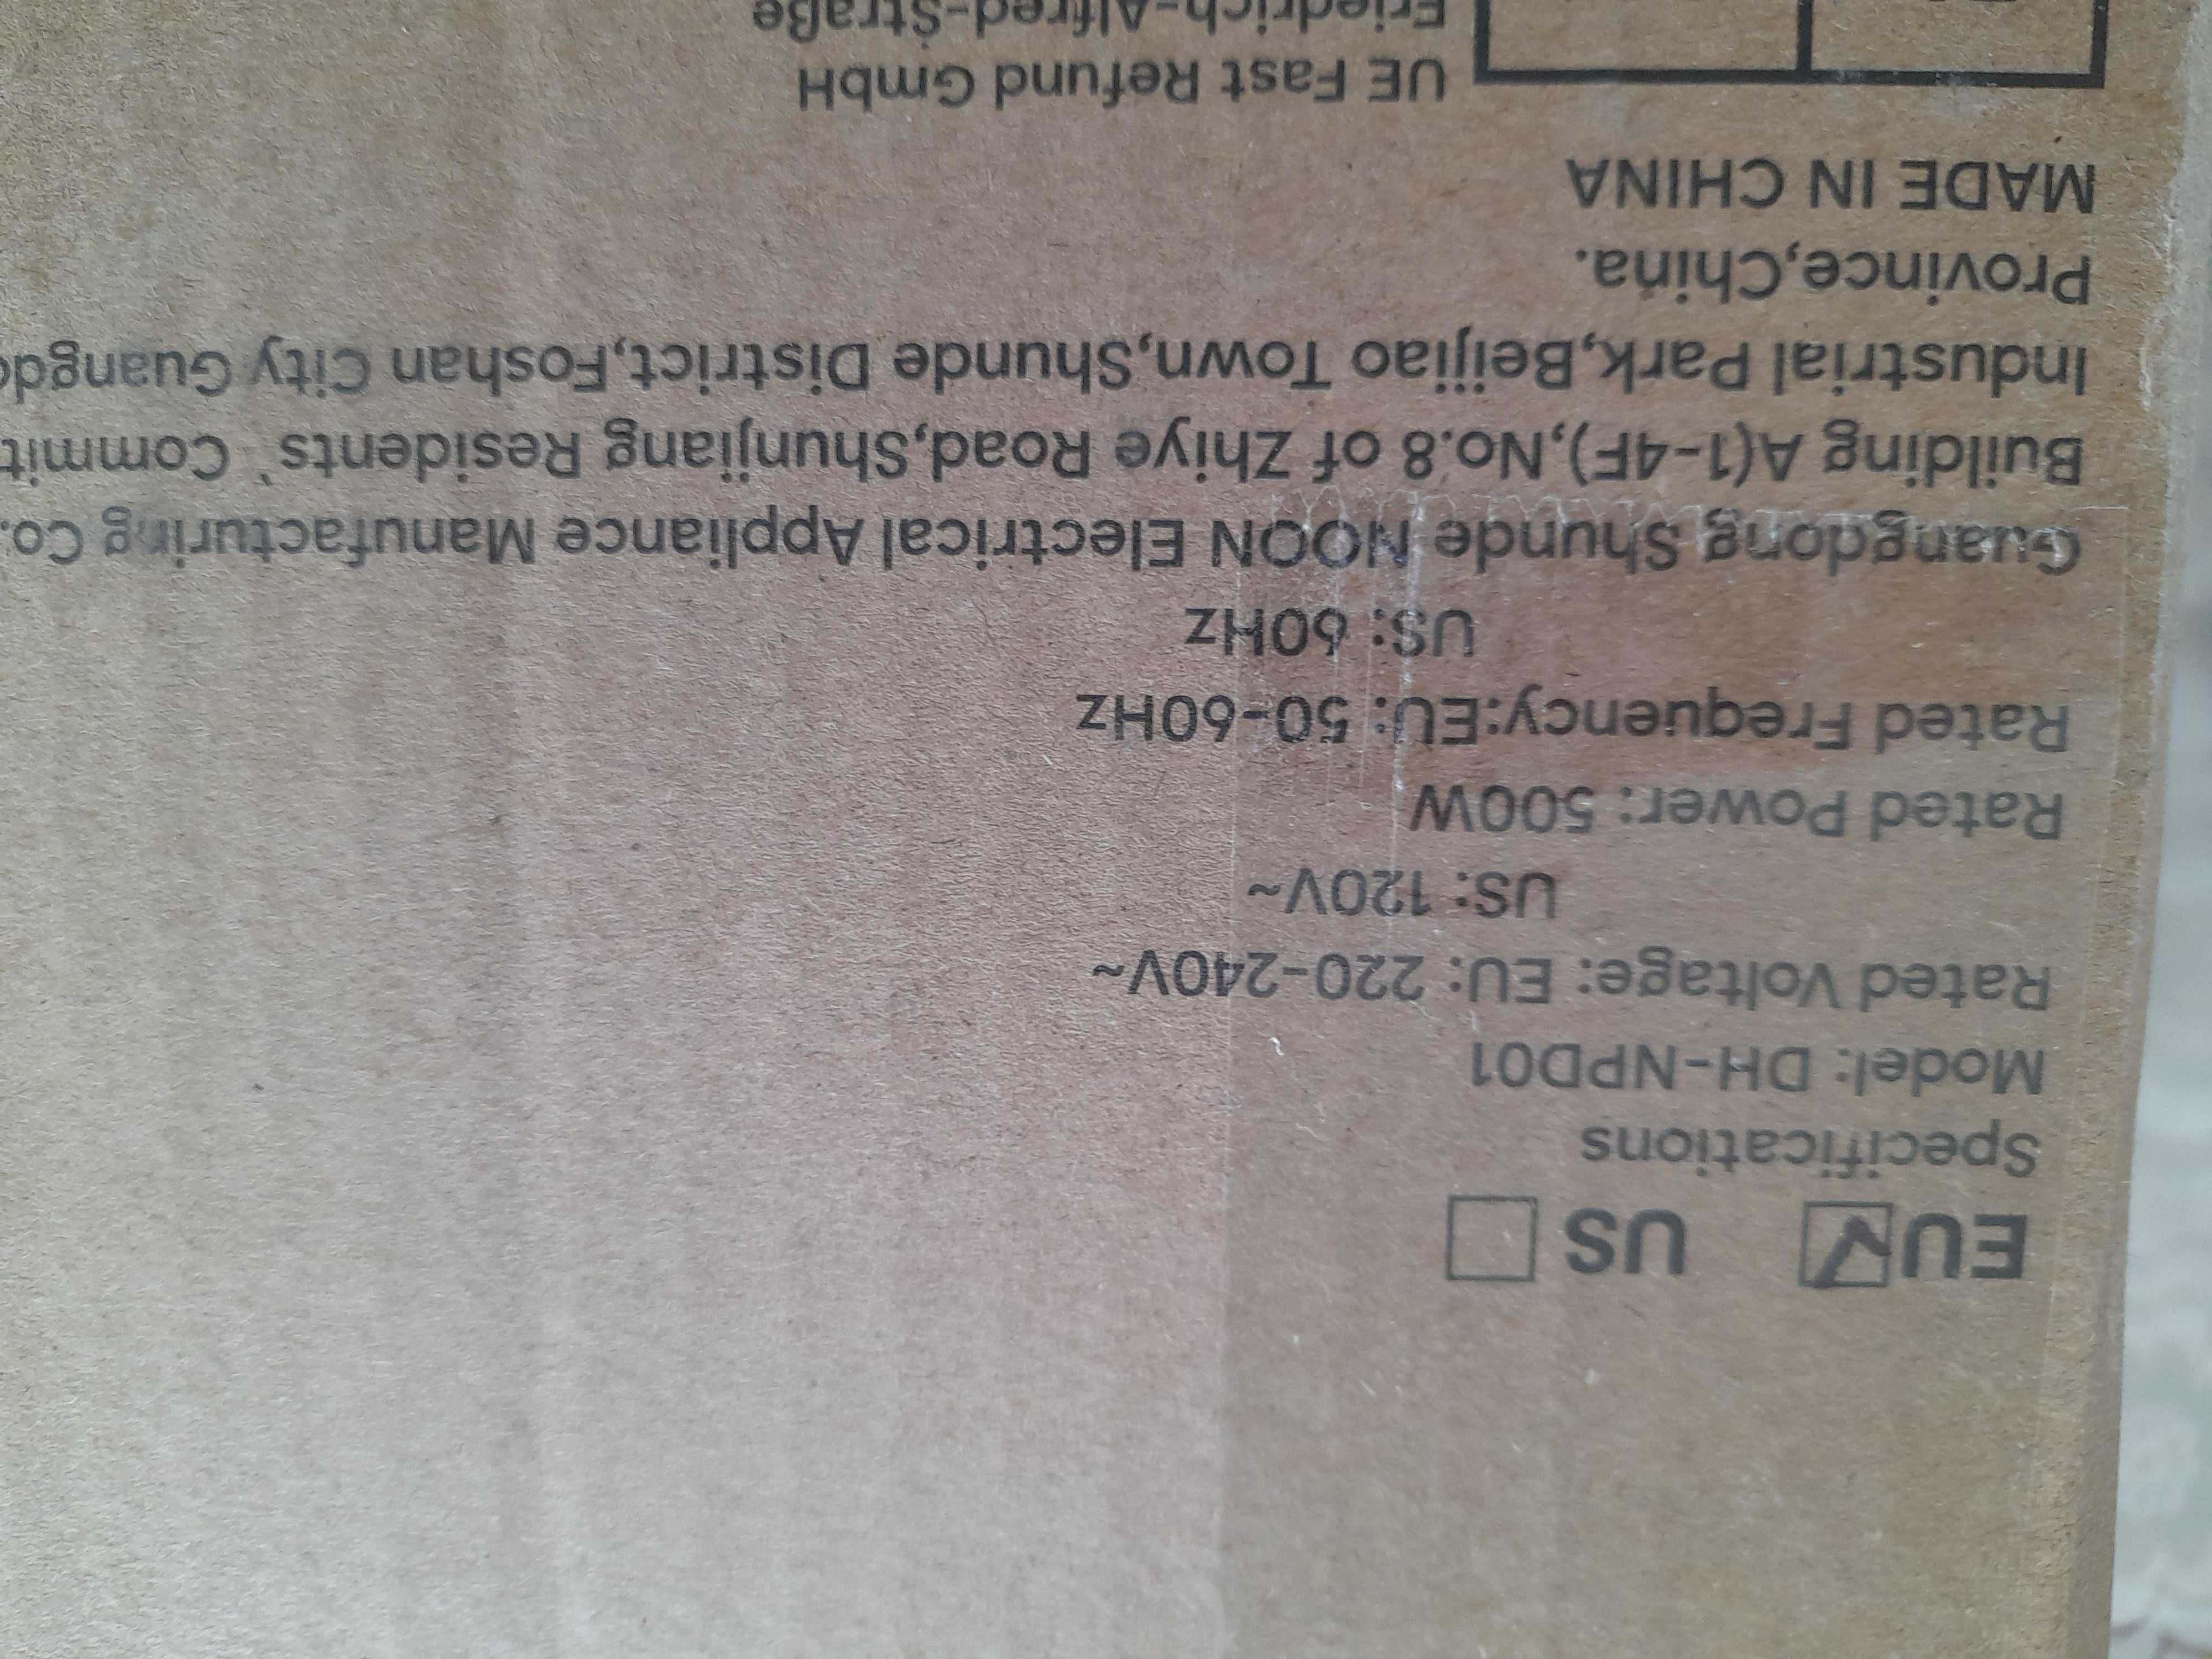 EU ☑ US ☐
Specifications
Model: DH-NPD01
Rated Voltage: EU: 220-240V~
US: 120V~
Rated Power: 500W
Rated Frequency:EU: 50-60Hz
US: 60Hz
Guangdong Shunde NOON Electrical Appliance Manufacturing Co.
Building A(1-4F),No.8 of Zhiye Road,Shunjiang Residents` Commit
Industrial Park,Beijiao Town,Shunde District,Foshan City Guangdo
Province,China.
MADE IN CHINA
UE Fast Refund GmbH
Friedrich-Alfred-Straße